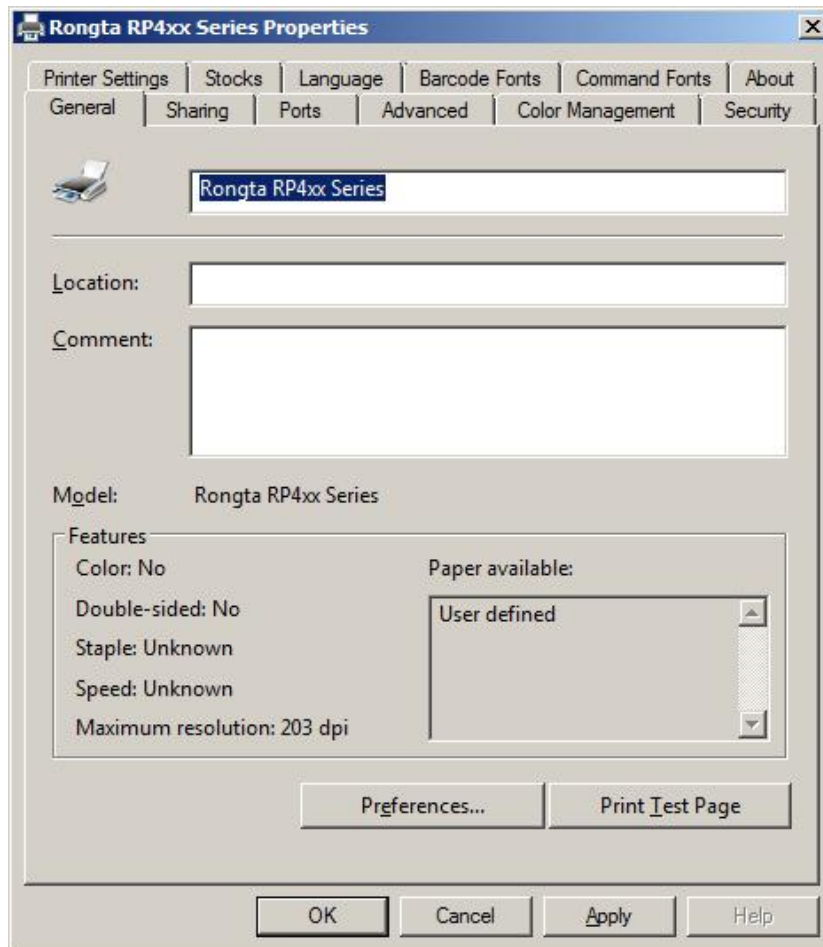 Rongta RP4xx Series Properties
Printer Settings Stocks Language Barcode Fonts Command Fonts About
General Sharing Ports Advanced Color Management Security
Rongta RP4xx Series
Location:
Comment:
Model: Rongta RP4xx Series
Features
Color: No Paper available:
Double-sided: No User defined
Staple: Unknown
Speed: Unknown
Maximum resolution: 203 dpi
Preferences... Print Test Page
OK Cancel Apply Help